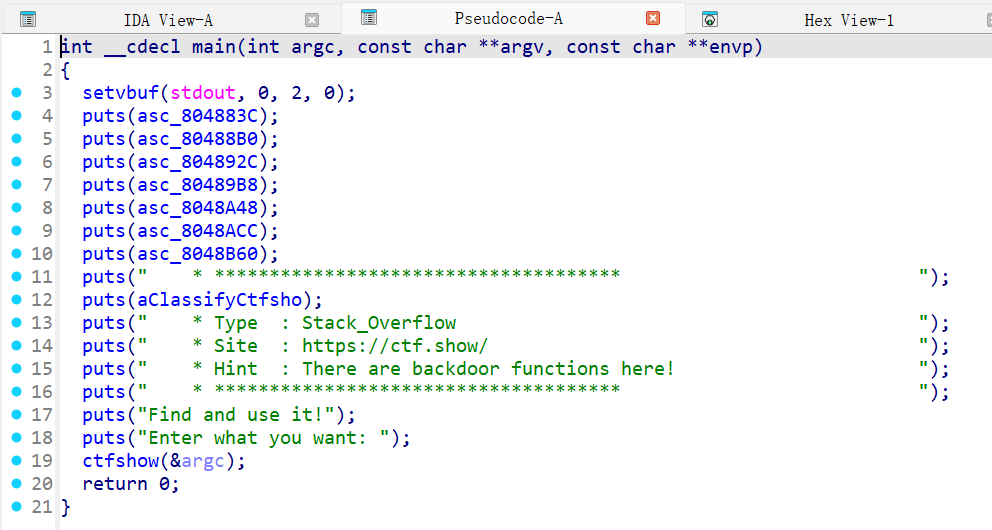 IDA View-A Pseudocode-A Hex View-1
1 int __cdecl main(int argc, const char **argv, const char **envp)
2 {
3 setvbuf(stdout, 0, 2, 0);
4 puts(asc_804883C);
5 puts(asc_80488B0);
6 puts(asc_804892C);
7 puts(asc_80489B8);
8 puts(asc_8048A48);
9 puts(asc_8048ACC);
10 puts(asc_8048B60);
11 puts("    * *************************************                           ");
12 puts(aClassifyCtfsho);
13 puts("    * Type  : Stack_Overflow                                          ");
14 puts("    * Site  : https://ctf.show/                                       ");
15 puts("    * Hint  : There are backdoor functions here!                      ");
16 puts("    * *************************************                           ");
17 puts("Find and use it!");
18 puts("Enter what you want: ");
19 ctfshow(&argc);
20 return 0;
21 }